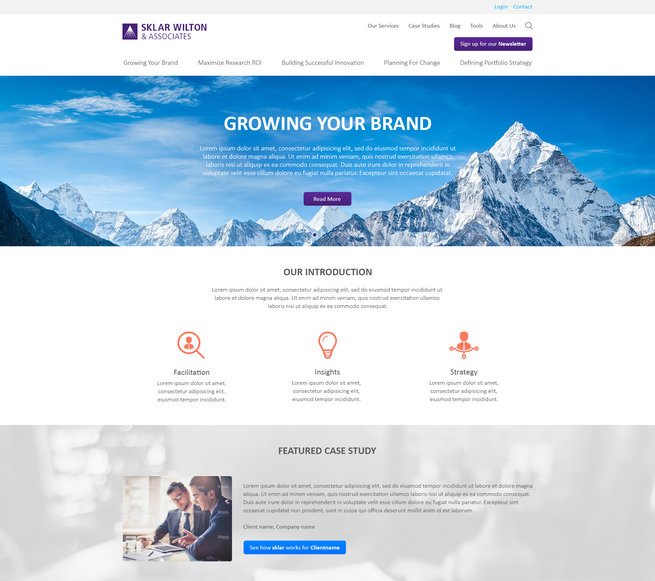 Login Contact
SKLAR WILTON
& ASSOCIATES
Our Services Case Studies Blog Tools About Us
Sign up for our Newsletter
Growing Your Brand Maximize Research ROI Building Successful Innovation Planning For Change Defining Portfolio Strategy
GROWING YOUR BRAND
Lorem ipsum dolor sit amet, consectetur adipisicing elit, sed do eiusmod tempor incididunt ut
labore et dolore magna aliqua. Ut enim ad minim veniam, quis nostrud exercitation ullamco
laboris nisi ut aliquip ex ea commodo consequat. Duis aute irure dolor in reprehenderit in
voluptate velit esse cillum dolore eu fugiat nulla pariatur. Excepteur sint occaecat cupidatat.
Read More
OUR INTRODUCTION
Lorem ipsum dolor sit amet, consectetur adipisicing elit, sed do eiusmod tempor incididunt ut
labore et dolore magna aliqua. Ut enim ad minim veniam, quis nostrud exercitation ullamco
laboris nisi ut aliquip ex ea commodo consequat.
Facilitation
Lorem ipsum dolor sit amet,
consectetur adipisicing elit,
eiusmod tempor incididunt.
Insights
Lorem ipsum dolor sit amet,
consectetur adipisicing elit,
eiusmod tempor incididunt.
Strategy
Lorem ipsum dolor sit amet,
consectetur adipisicing elit,
eiusmod tempor incididunt.
FEATURED CASE STUDY
Lorem ipsum dolor sit amet, consectetur adipisicing elit, sed do eiusmod tempor incididunt ut labore et dolore magna
aliqua. Ut enim ad minim veniam, quis nostrud exercitation ullamco laboris nisi ut aliquip ex ea commodo consequat.
Duis aute irure dolor in reprehenderit in voluptate velit esse cillum dolore eu fugiat nulla pariatur. Excepteur sint
occaecat cupidatat non proident, sunt in culpa qui officia deserunt mollit anim id est laborum.
Client name, Company name
See how sklar works for Clientname